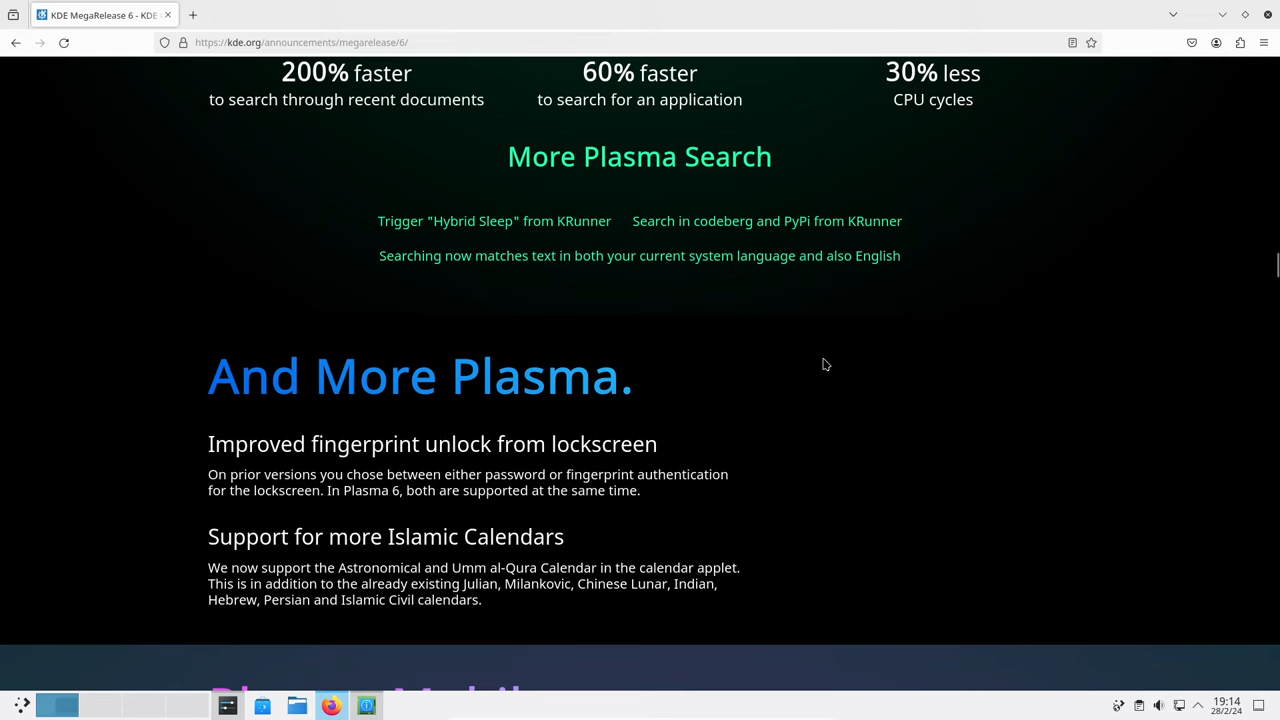 KDE MegaRelease 6 - KDE
https://kde.org/announcements/megarelease/6/
200% faster
60% faster
30% less
to search through recent documents
to search for an application
CPU cycles
More Plasma Search
Trigger "Hybrid Sleep" from KRunner
Search in codeberg and PyPi from KRunner
Searching now matches text in both your current system language and also English
And More Plasma.
Improved fingerprint unlock from lockscreen
On prior versions you chose between either password or fingerprint authentication
for the lockscreen. In Plasma 6, both are supported at the same time.
Support for more Islamic Calendars
We now support the Astronomical and Umm al-Qura Calendar in the calendar applet.
This is in addition to the already existing Julian, Milankovic, Chinese Lunar, Indian,
Hebrew, Persian and Islamic Civil calendars.
19:14
28/2/24